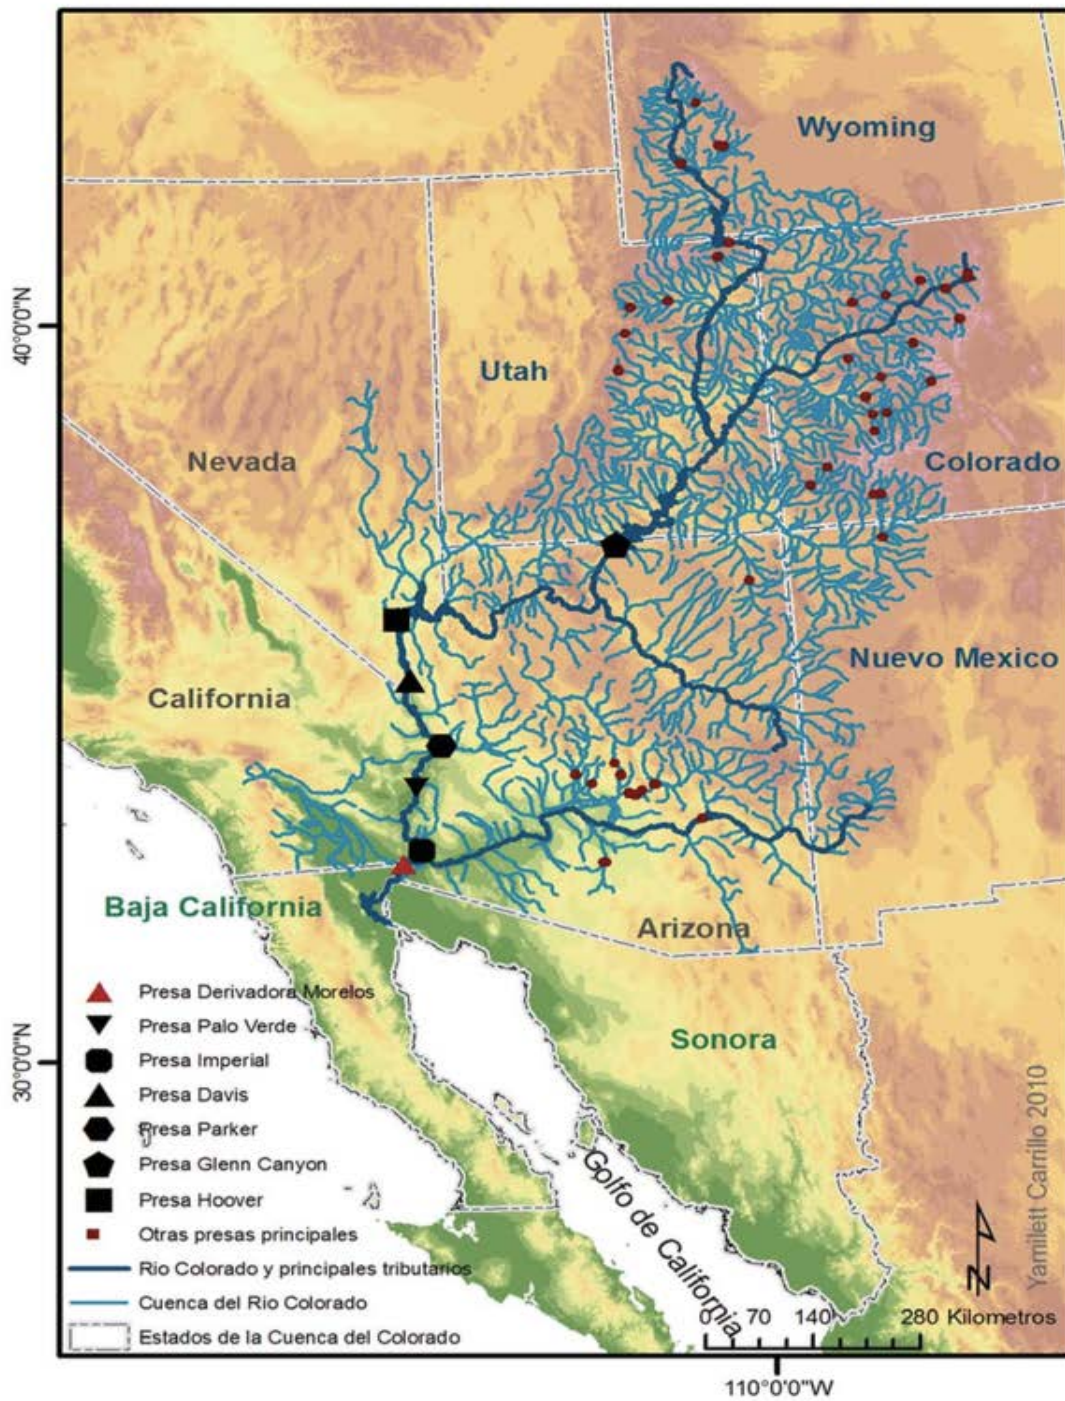 Wyoming
40°0'0"N
Utah
Nevada
Colorado
Nuevo Mexico
California
Baja California
Arizona
Presa Derivadora Morelos
Presa Palo Verde
Presa Imperial
Presa Davis
Presa Parker
Presa Glenn Canyon
Presa Hoover
Otras presas principales
Rio Colorado y principales tributarios
Cuenca del Rio Colorado
Estados de la Cuenca del Colorado
30°0'0"N
Sonora
Golfo de California
Yamillett Carrillo 2010
N
0 70 140 280 Kilometros
110°0'0"W